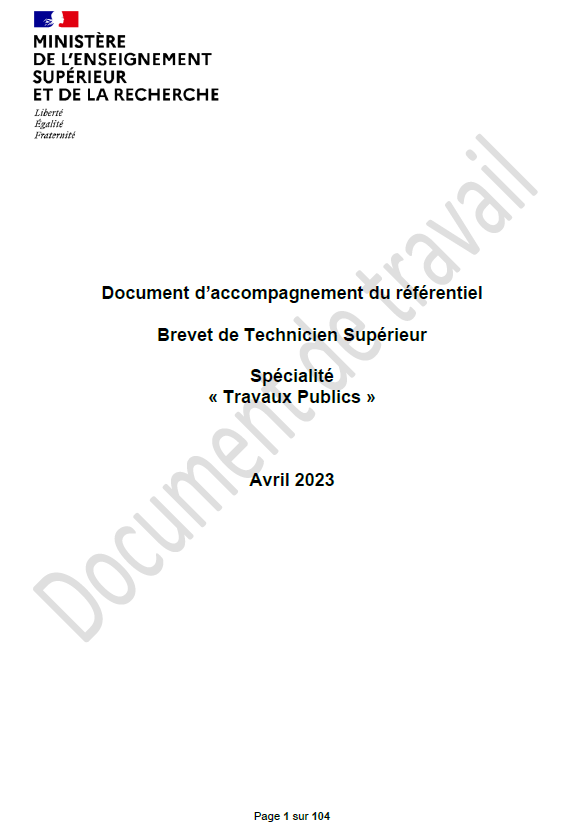 MINISTÈRE
DE L'ENSEIGNEMENT
SUPÉRIEUR
ET DE LA RECHERCHE
Liberté
Égalité
Fraternité
Document de travail
Document d'accompagnement du référentiel
Brevet de Technicien Supérieur
Spécialité
« Travaux Publics »
Avril 2023
Page 1 sur 104